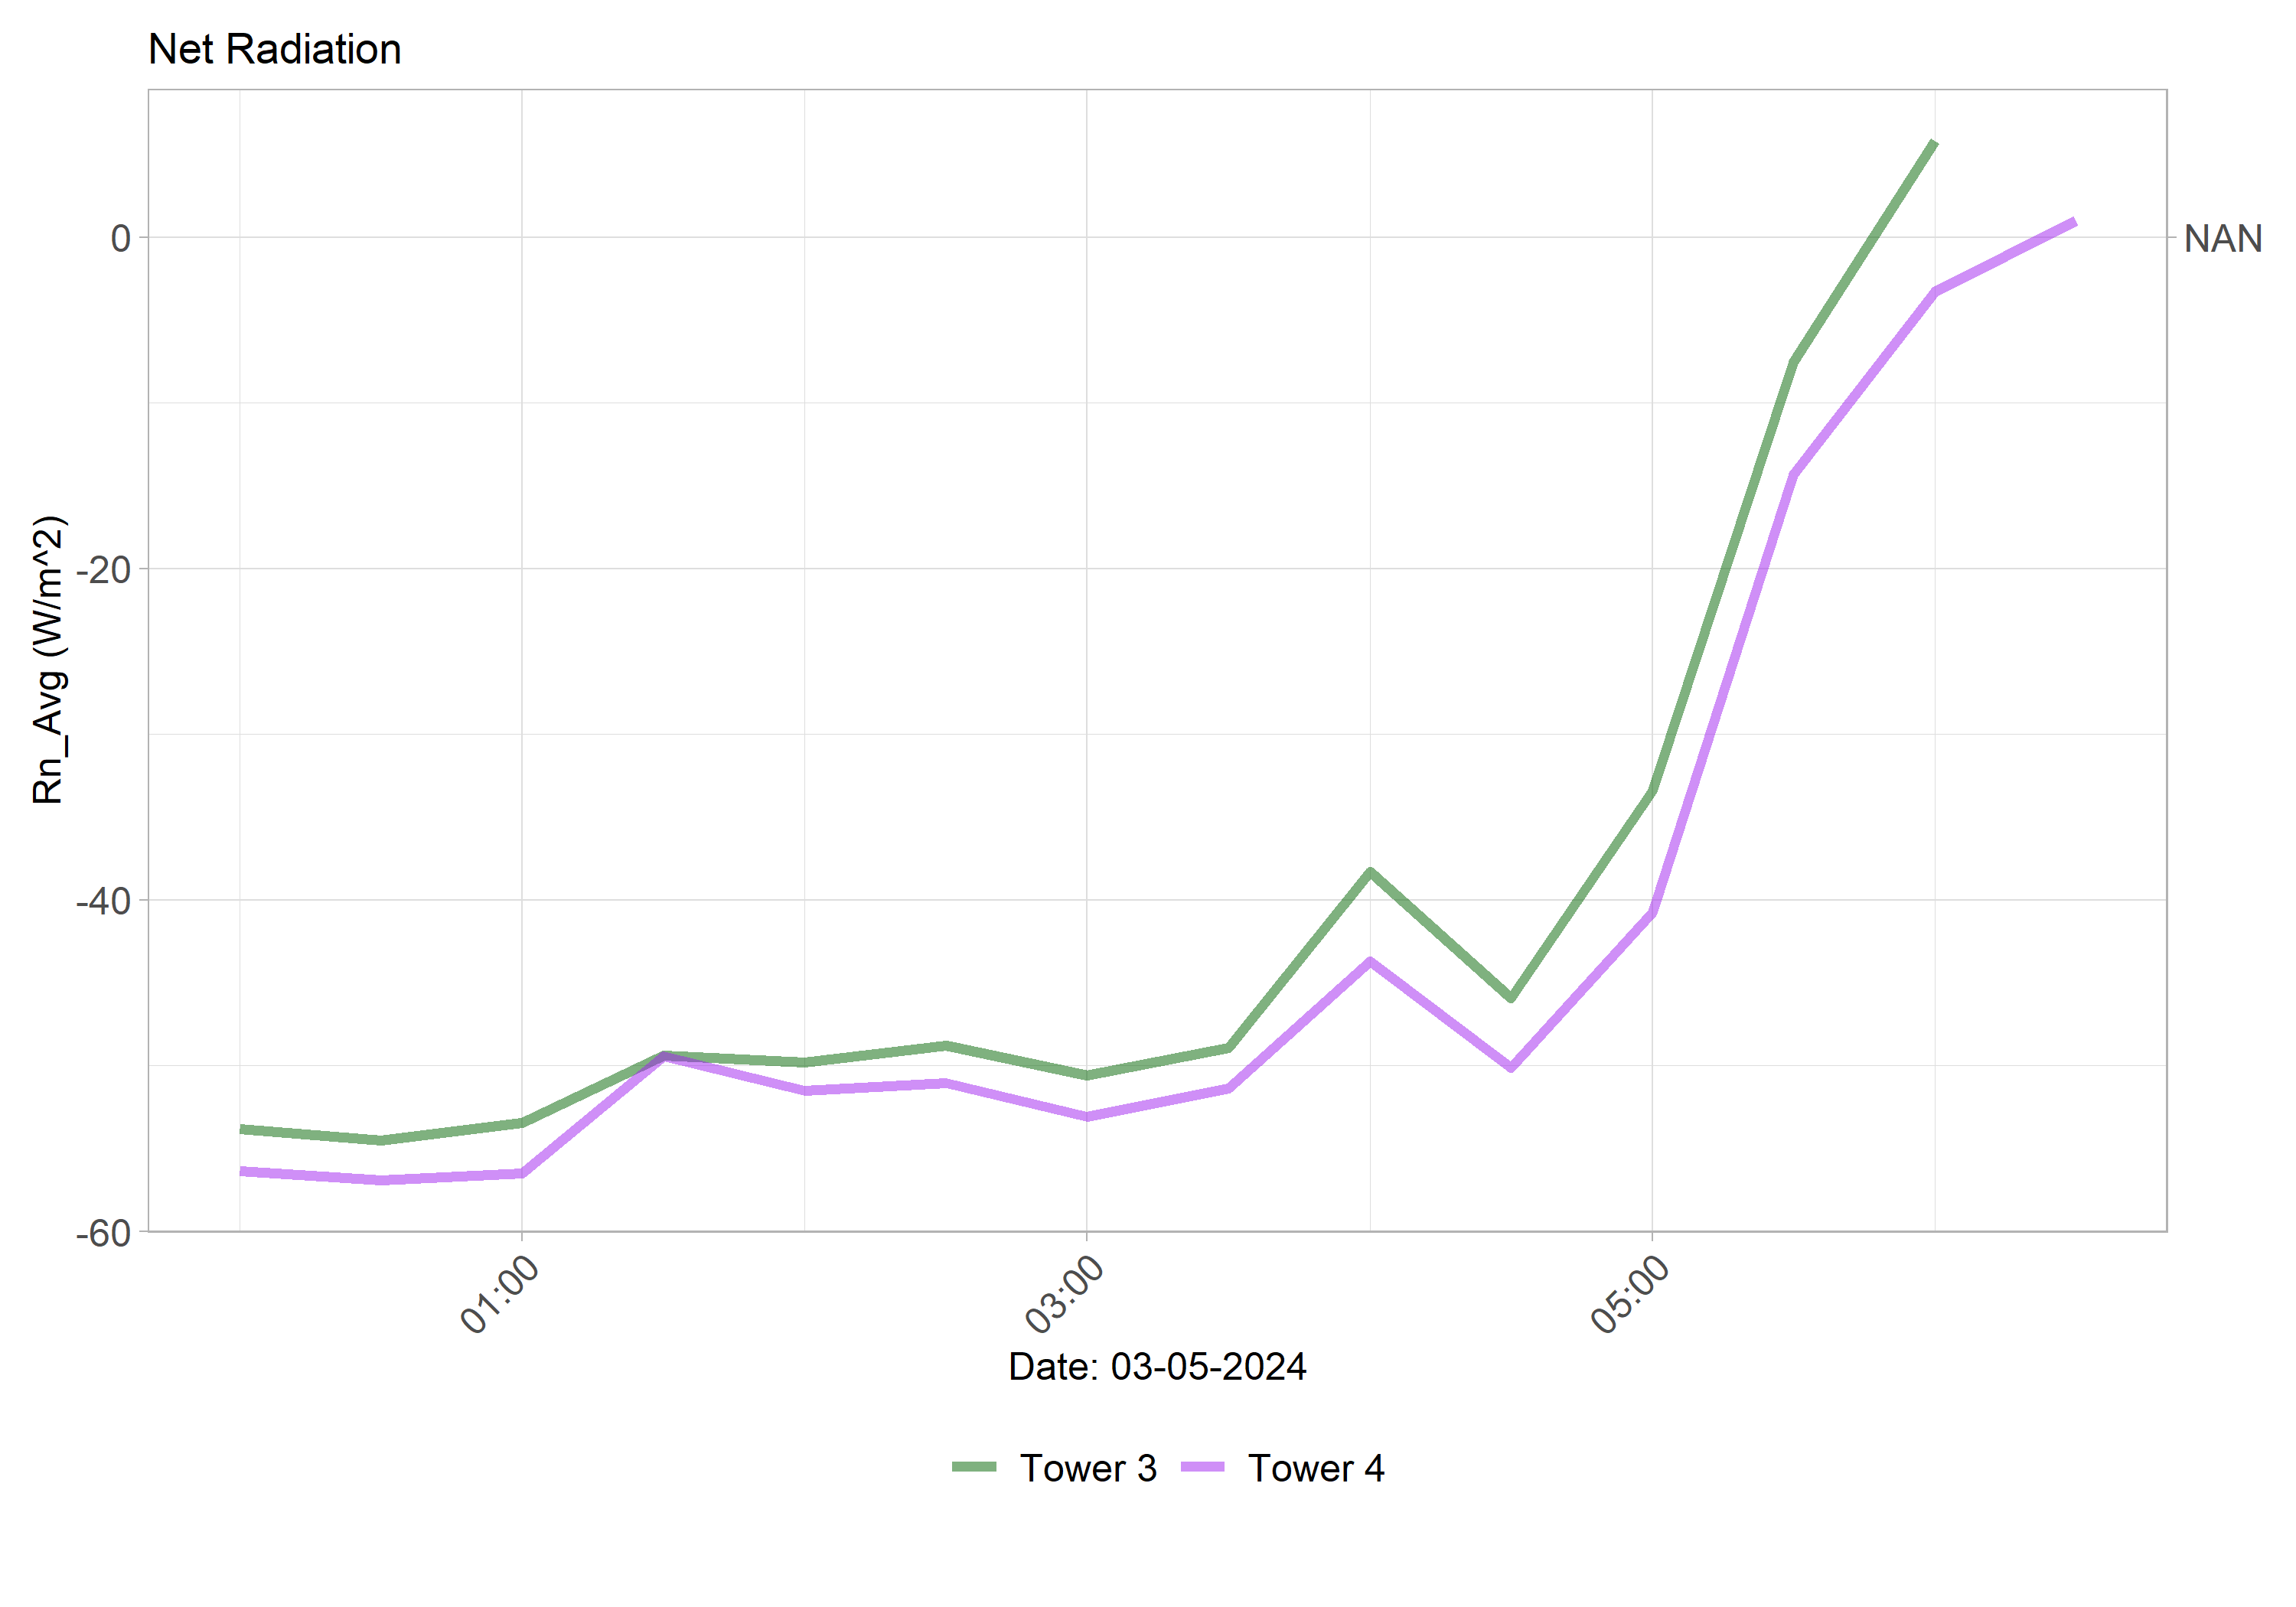 Net Radiation
Rn_Avg (W/m^2)
0
-20
-40
-60
NAN
01:00
03:00
05:00
Date: 03-05-2024
Tower 3
Tower 4